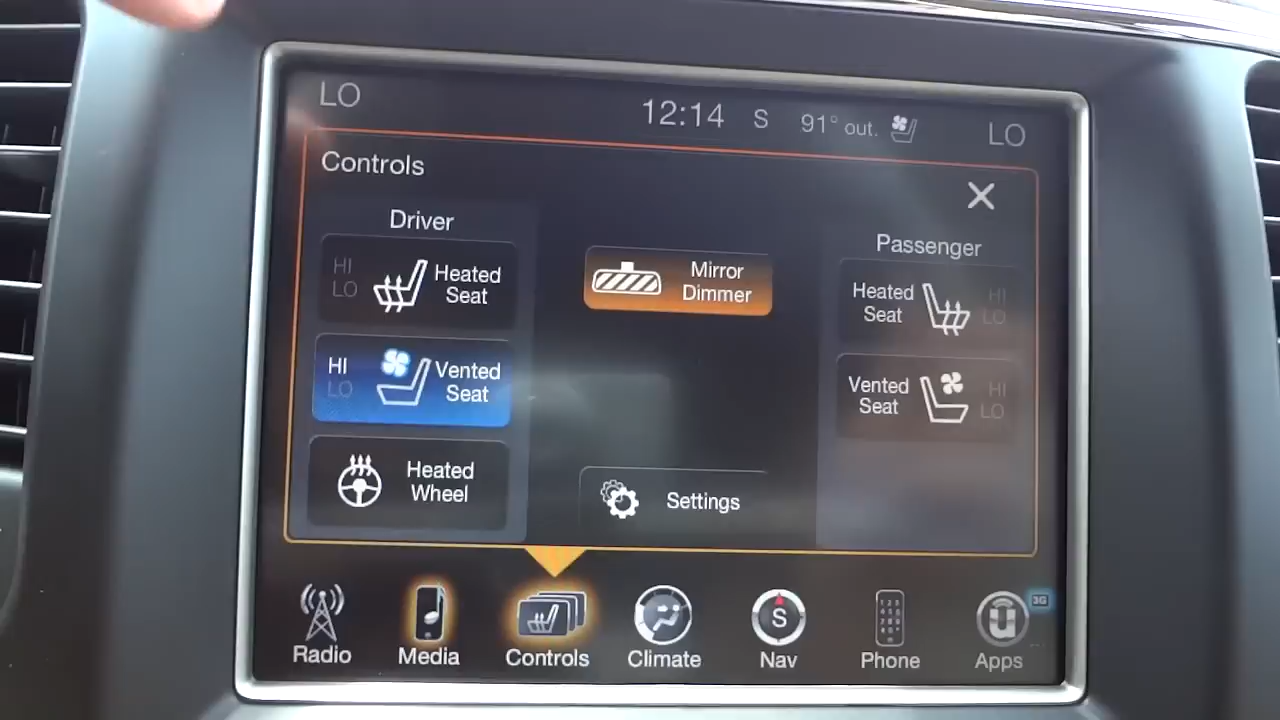 LO
12:14 S 91° out.
LO
Controls
Driver
HI
LO
Heated
Seat
HI
LO
Vented
Seat
Heated
Wheel
Mirror
Dimmer
Settings
Passenger
Heated
Seat
HI
LO
Vented
Seat
HI
LO
Radio
Media
Controls
Climate
S
Nav
Phone
3G
Apps